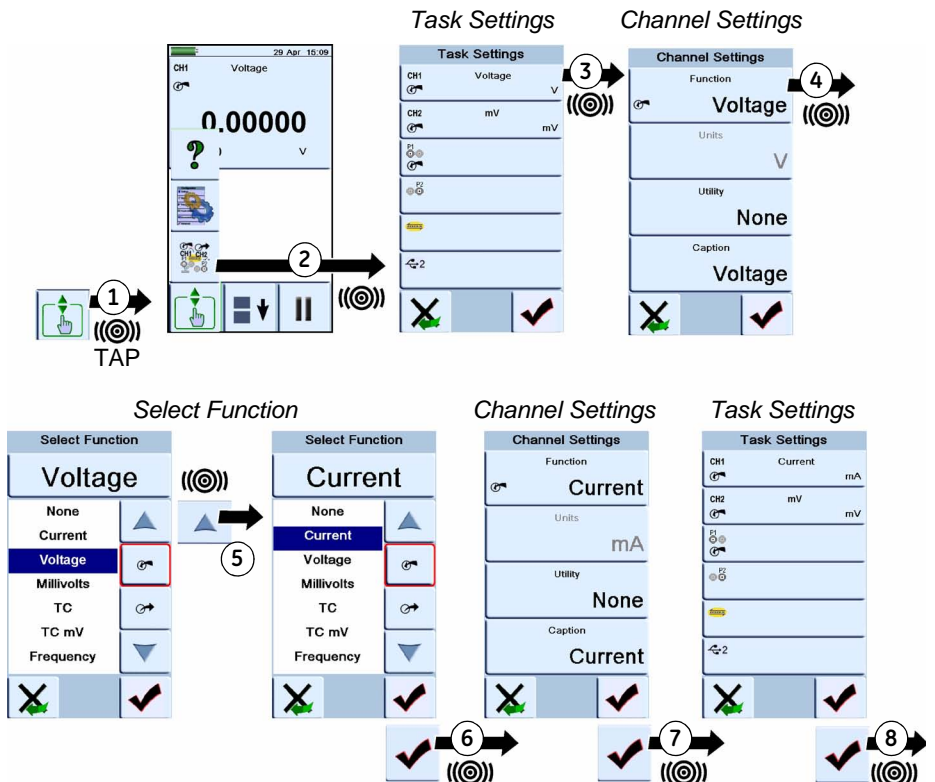 Task Settings
Channel Settings
29 Apr 15:09
CH1 Voltage
0.00000
V
?
CH1 CH2
Task Settings
CH1 Voltage
V
CH2 mV
mV
P1
P2
2
Channel Settings
Function
Voltage
Units
V
Utility
None
Caption
Voltage
1
TAP
2
3
4
Select Function
Channel Settings
Task Settings
Select Function
Voltage
None
Current
Voltage
Millivolts
TC
TC mV
Frequency
5
Select Function
Current
None
Current
Voltage
Millivolts
TC
TC mV
Frequency
Channel Settings
Function
Current
Units
mA
Utility
None
Caption
Current
Task Settings
CH1 Current
mA
CH2 mV
mV
P1
P2
2
6
7
8